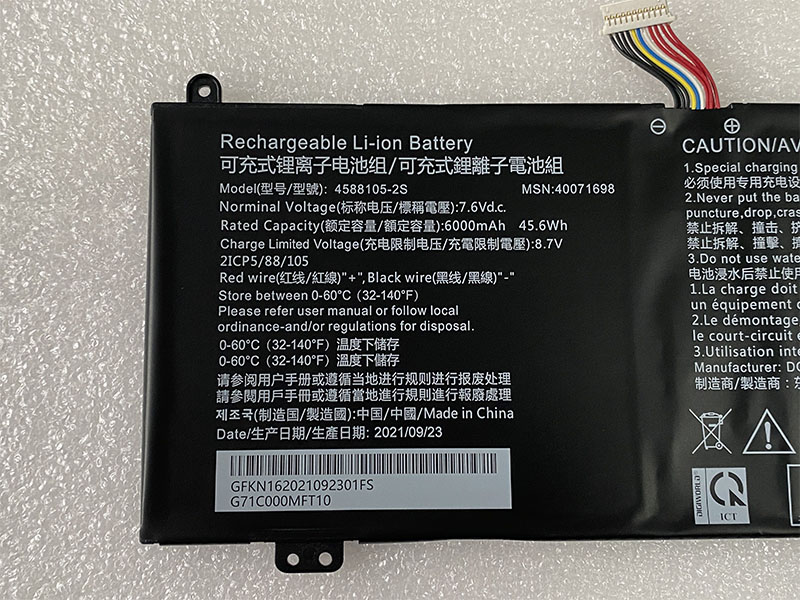 Rechargeable Li-ion Battery
可充式锂离子电池组/可充式鋰離子電池組
Model(型号/型號): 4588105-2S MSN:40071698
Norminal Voltage(标称电压/標稱電壓):7.6Vd.c.
Rated Capacity(额定容量/額定容量):6000mAh 45.6Wh
Charge Limited Voltage(充电限制电压/充電限制電壓):8.7V
2ICP5/88/105
Red wire(红线/紅線)"+",Black wire(黑线/黑線)"-"
Store between 0-60°C (32-140°F)
Please refer user manual or follow local
ordinance-and/or regulations for disposal.
0-60°C (32-140°F) 温度下储存
0-60°C (32-140°F) 溫度下儲存
请参阅用户手册或遵循当地进行规则进行报废处理
請參閱用戶手冊或遵循當地進行規則進行報廢處理
제조국(制造国/製造國):中国/中國/Made in China
Date/生产日期/生產日期: 2021/09/23
GFKN162021092301FS
G71C000MFT10
⊖ ⊕
CAUTION/AV
1.Special charging
必须使用专用充电设
2.Never put the ba
puncture,drop,cras
禁止拆解、撞击、挤
禁止拆解、撞擊、擠
3.Do not use wate
电池浸水后禁止使用
1.La charge doit
un équipement
2.Le démontage
le court-circuit e
3.Utilisation inte
Manufacturer: DO
制造商/製造商：东
DIGIWORLD
ICT